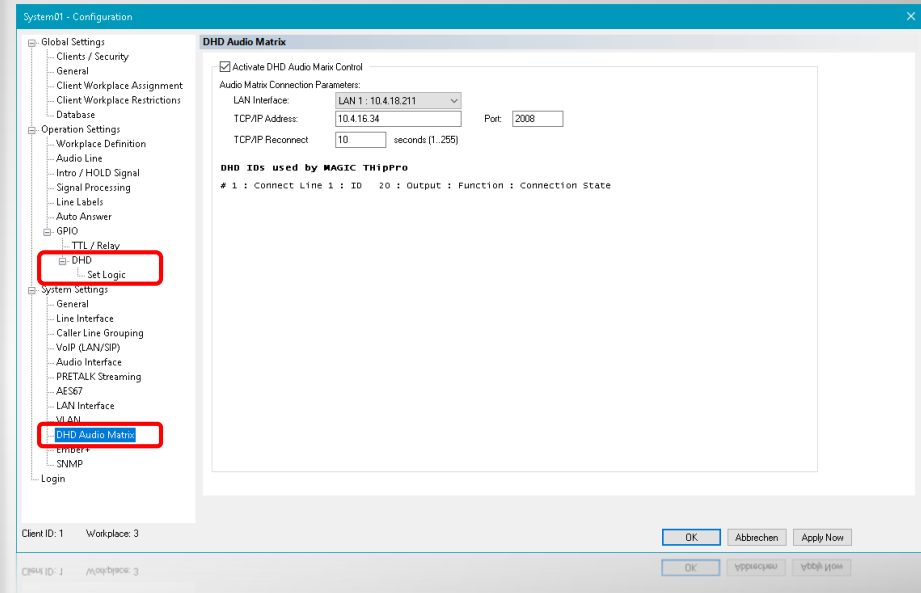 System01 - Configuration
Global Settings
Clients / Security
General
Client Workplace Assignment
Client Workplace Restrictions
Database
Operation Settings
Workplace Definition
Audio Line
Intro / HOLD Signal
Signal Processing
Line Labels
Auto Answer
GPIO
TTL / Relay
DHD
Set Logic
System Settings
General
Line Interface
Caller Line Grouping
VoIP (LAN/SIP)
Audio Interface
PRETALK Streaming
AES67
LAN Interface
VLAN
DHD Audio Matrix
Ember+
SNMP
Login
DHD Audio Matrix
Activate DHD Audio Marix Control
Audio Matrix Connection Parameters:
LAN Interface: LAN 1 : 10.4.18.211
TCP/IP Address: 10.4.16.34 Port: 2008
TCP/IP Reconnect 10 seconds (1..255)
DHD IDs used by MAGIC THipPro
# 1 : Connect Line 1 : ID 20 : Output : Function : Connection State
Client ID: 1 Workplace: 3
OK Abbrechen Apply Now